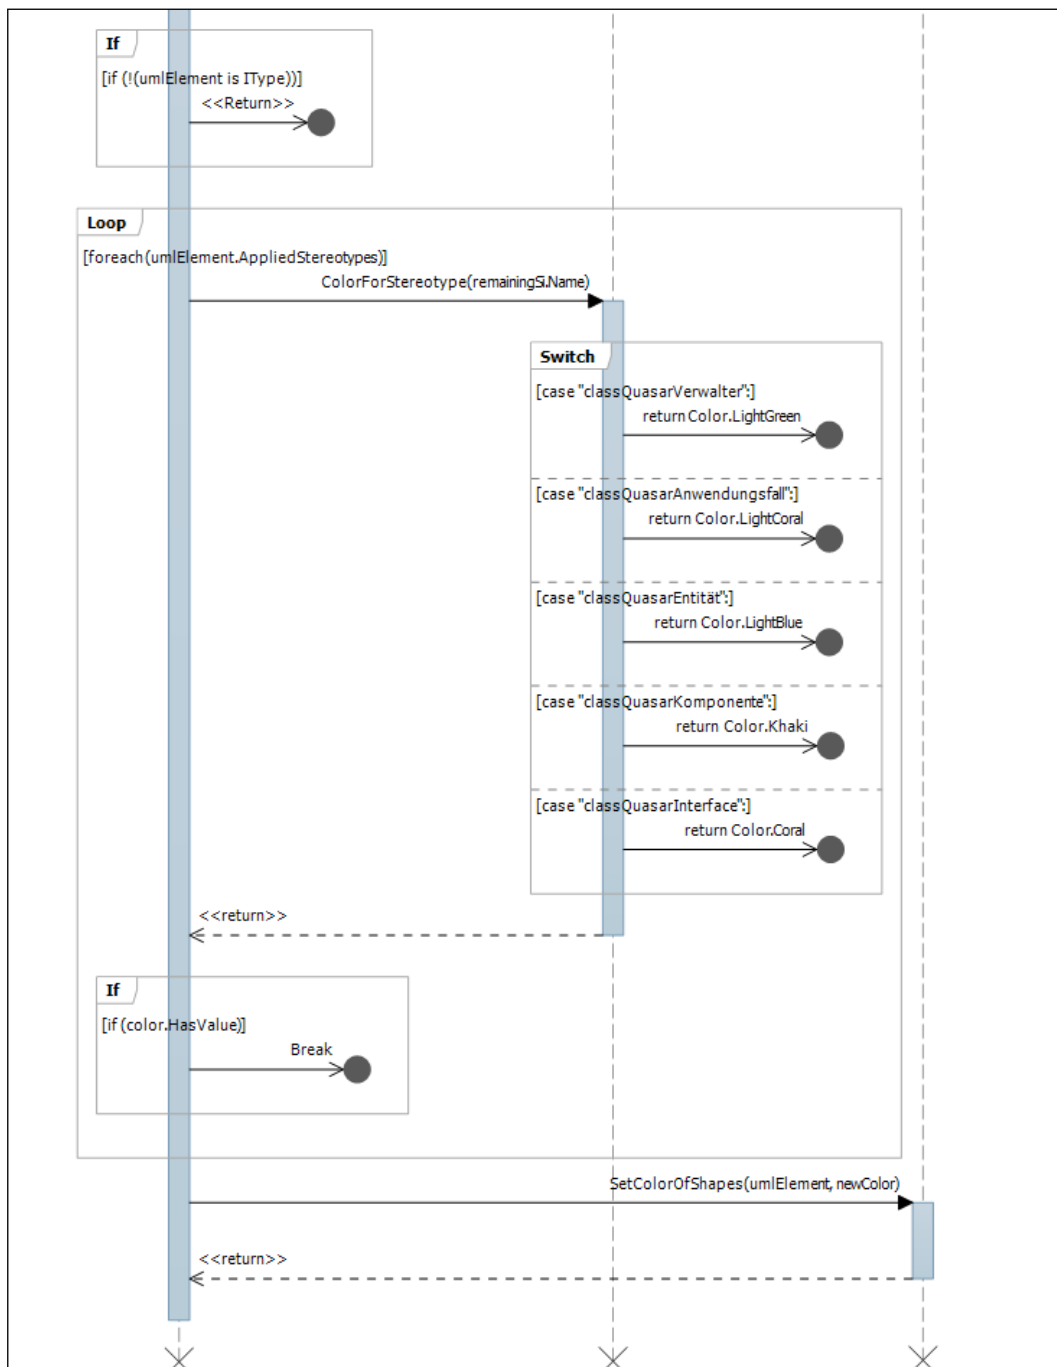 If
[if (!(umlElement is IType))]
<<Return>>
Loop
[foreach(umlElement.AppliedStereotypes)]
ColorForStereotype(remainingSi.Name)
Switch
[case "classQuasarVerwalter":]
return Color.LightGreen
[case "classQuasarAnwendungsfall":]
return Color.LightCoral
[case "classQuasarEntität":]
return Color.LightBlue
[case "classQuasarKomponente":]
return Color.Khaki
[case "classQuasarInterface":]
return Color.Coral
<<return>>
If
[if (color.HasValue)]
Break
SetColorOfShapes(umlElement, newColor)
<<return>>